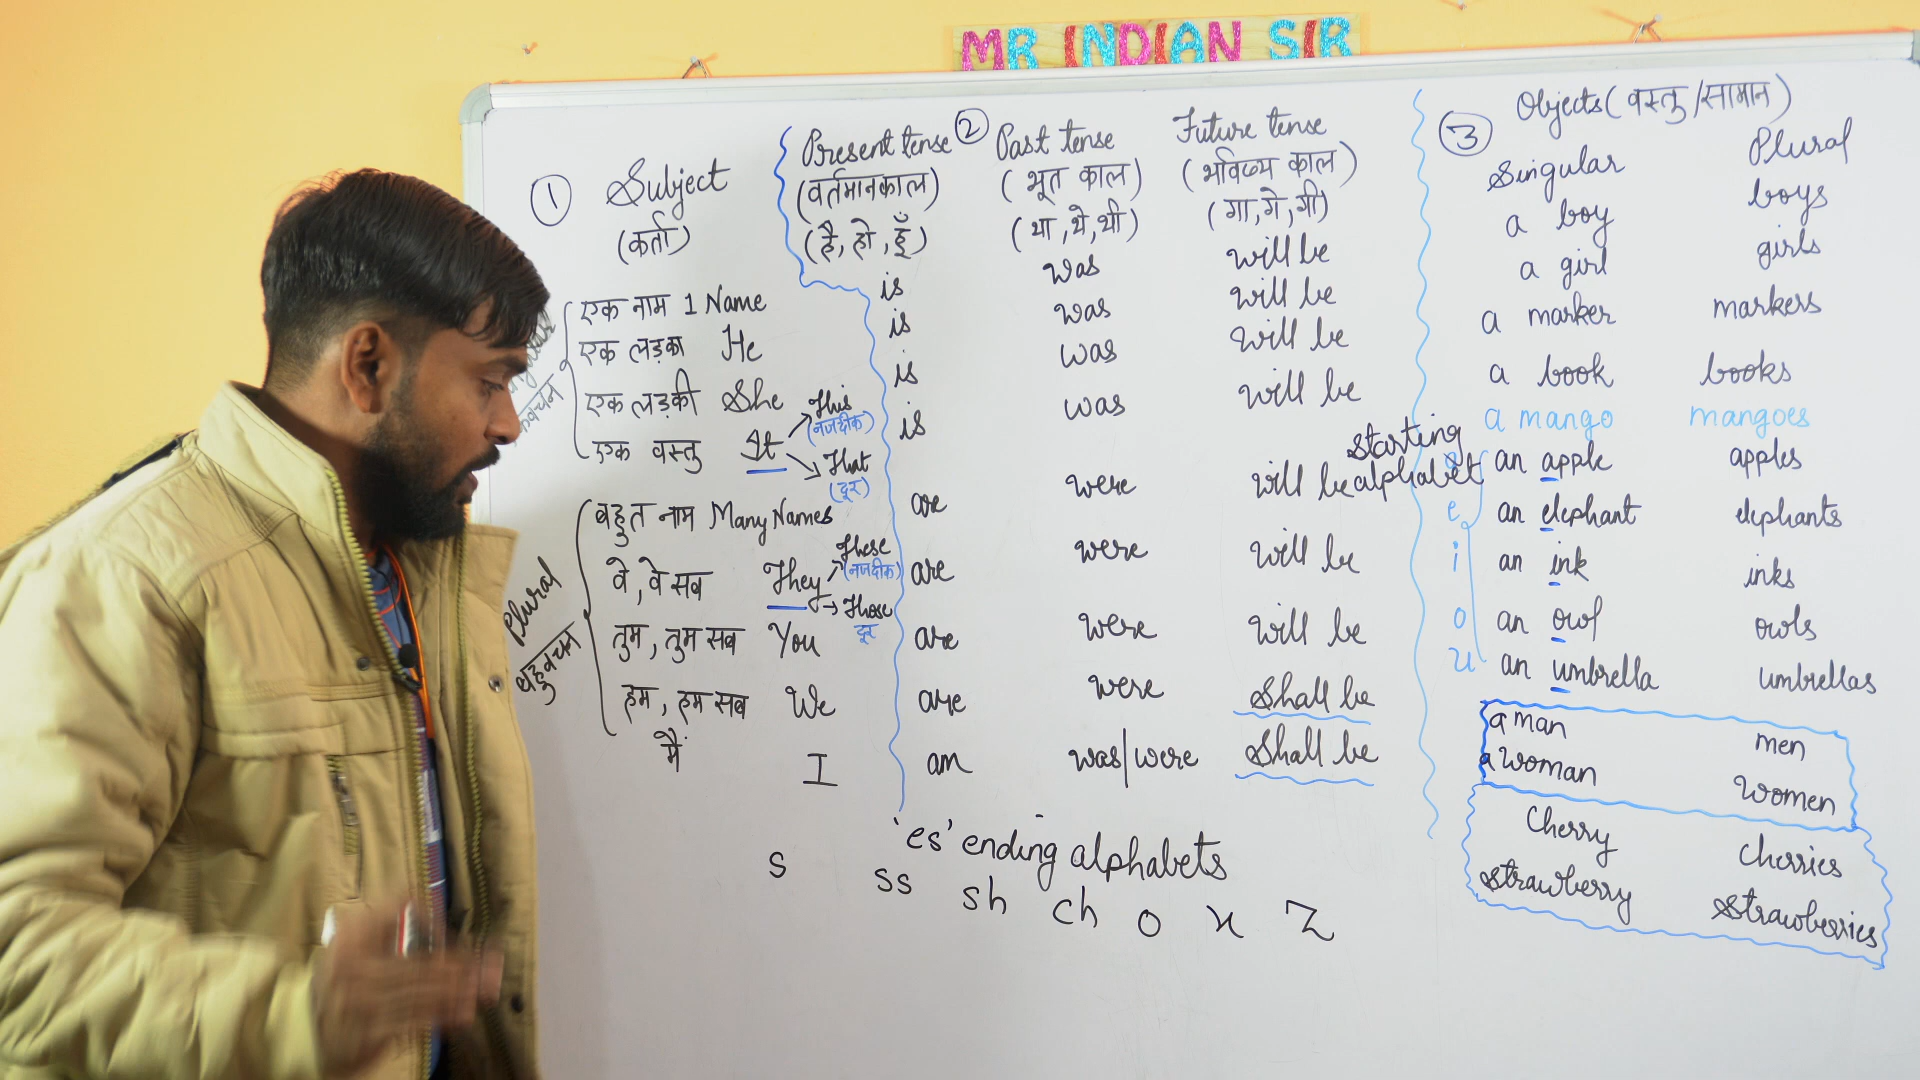 MR INDIAN SIR
① Subject
(कर्ता)
एक नाम 1 Name
एक लड़का He
एक लड़की She
एक वस्तु It
This
(नजदीक)
That
(दूर)
Plural
बहुवचन
बहुत नाम Many Names
वे, वे सब They
These
(नजदीक)
Those
दूर
तुम, तुम सब You
हम, हम सब We
मैं I
②
Present tense
(वर्तमानकाल)
(है, हो, हूँ)
is
is
is
is
are
are
are
are
am
Past tense
(भूत काल)
(था, थे, थी)
was
was
was
was
were
were
were
were
was/were
Future tense
(भविष्य काल)
(गा, गे, गी)
will be
will be
will be
will be
will be
will be
will be
Shall be
Shall be
'es' ending alphabets
s ss sh ch o x z
③ Objects (वस्तु/सामान)
Singular Plural
a boy boys
a girl girls
a marker markers
a book books
a mango mangoes
starting
alphabet
a an apple apples
e an elephant elephants
i an ink inks
o an owl owls
u an umbrella umbrellas
a man men
a woman women
Cherry Cherries
Strawberry Strawberries